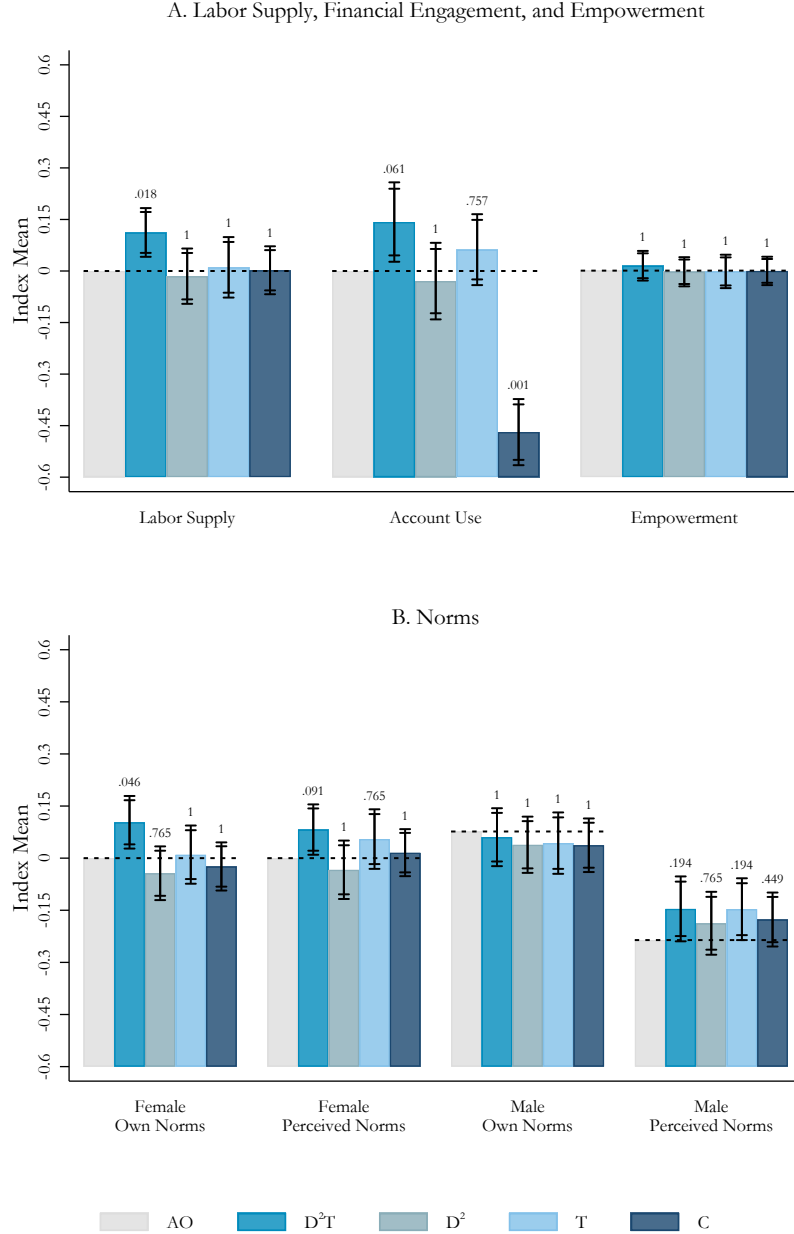 A. Labor Supply, Financial Engagement, and Empowerment
Index Mean
0.6
0.45
0.3
0.15
0
-0.15
-0.3
-0.45
-0.6
.018
1
1
1
.061
1
.757
.001
1
1
1
1
Labor Supply
Account Use
Empowerment
B. Norms
Index Mean
0.6
0.45
0.3
0.15
0
-0.15
-0.3
-0.45
-0.6
.046
.765
1
1
.091
1
.765
1
1
1
1
1
.194
.765
.194
.449
Female
Own Norms
Female
Perceived Norms
Male
Own Norms
Male
Perceived Norms
AO
D²T
D²
T
C